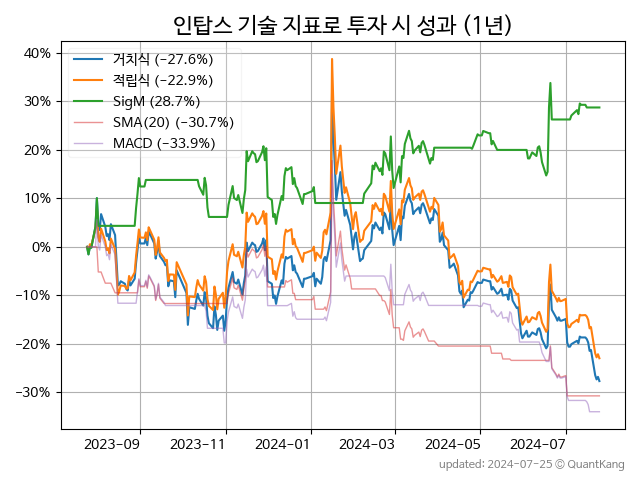 인탑스 기술 지표로 투자 시 성과 (1년)
40%
30%
20%
10%
0%
−10%
−20%
−30%
거치식 (−27.6%)
적립식 (−22.9%)
SigM (28.7%)
SMA(20) (−30.7%)
MACD (−33.9%)
2023-09
2023-11
2024-01
2024-03
2024-05
2024-07
updated: 2024-07-25 © QuantKang